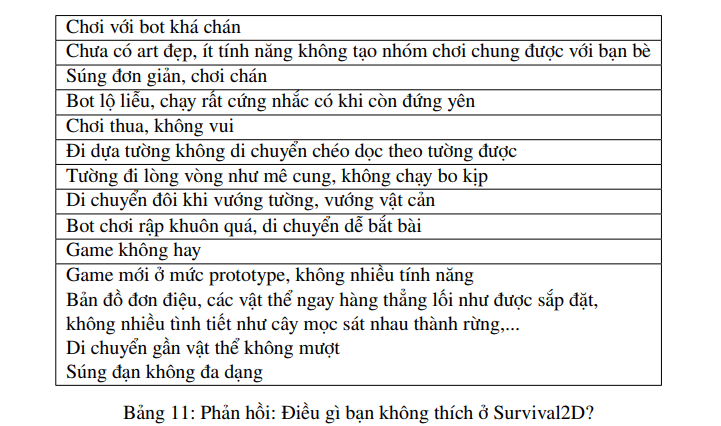 Chơi với bot khá chán
Chưa có art đẹp, ít tính năng không tạo nhóm chơi chung được với bạn bè
Súng đơn giản, chơi chán
Bot lộ liễu, chạy rất cứng nhắc có khi còn đứng yên
Chơi thua, không vui
Đi dựa tường không di chuyển chéo dọc theo tường được
Tường đi lòng vòng như mê cung, không chạy bo kịp
Di chuyển đôi khi vướng tường, vướng vật cản
Bot chơi rập khuôn quá, di chuyển dễ bắt bài
Game không hay
Game mới ở mức prototype, không nhiều tính năng
Bản đồ đơn điệu, các vật thể ngay hàng thẳng lối như được sắp đặt,
không nhiều tình tiết như cây mọc sát nhau thành rừng,...
Di chuyển gần vật thể không mượt
Súng đạn không đa dạng
Bảng 11: Phản hồi: Điều gì bạn không thích ở Survival2D?